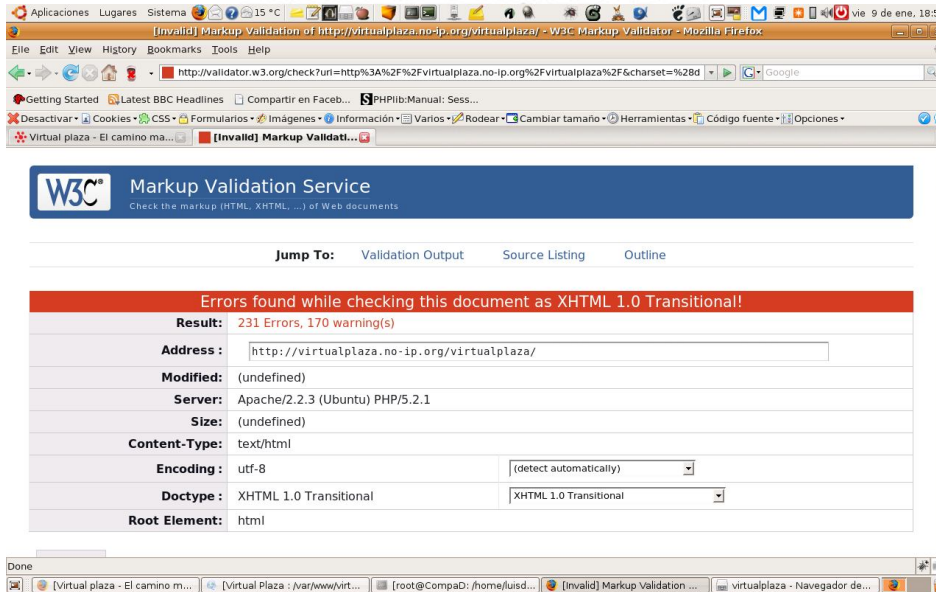 Aplicaciones Lugares Sistema 15 °C vie 9 de ene, 18:5
[Invalid] Markup Validation of http://virtualplaza.no-ip.org/virtualplaza/ - W3C Markup Validator - Mozilla Firefox
File Edit View History Bookmarks Tools Help
http://validator.w3.org/check?uri=http%3A%2F%2Fvirtualplaza.no-ip.org%2Fvirtualplaza%2F&charset=%28d G Google
Getting Started Latest BBC Headlines Compartir en Faceb... PHPlib:Manual: Sess...
Desactivar Cookies CSS Formularios Imágenes Información Varios Rodear Cambiar tamaño Herramientas Código fuente Opciones
Virtual plaza - El camino ma... [Invalid] Markup Validati...
W3C® Markup Validation Service
Check the markup (HTML, XHTML, ...) of Web documents
Jump To: Validation Output Source Listing Outline
Errors found while checking this document as XHTML 1.0 Transitional!
Result: 231 Errors, 170 warning(s)
Address : http://virtualplaza.no-ip.org/virtualplaza/
Modified: (undefined)
Server: Apache/2.2.3 (Ubuntu) PHP/5.2.1
Size: (undefined)
Content-Type: text/html
Encoding : utf-8 (detect automatically)
Doctype : XHTML 1.0 Transitional XHTML 1.0 Transitional
Root Element: html
Done
[Virtual plaza - El camino m... [Virtual Plaza : /var/www/virt... [root@CompaD: /home/luisd... [Invalid] Markup Validation ... virtualplaza - Navegador de...